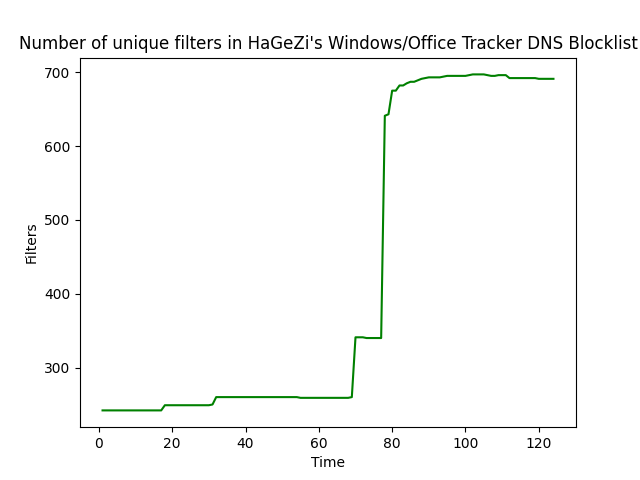 Number of unique filters in HaGeZi's Windows/Office Tracker DNS Blocklist
700
600
500
400
300
Filters
0 20 40 60 80 100 120
Time